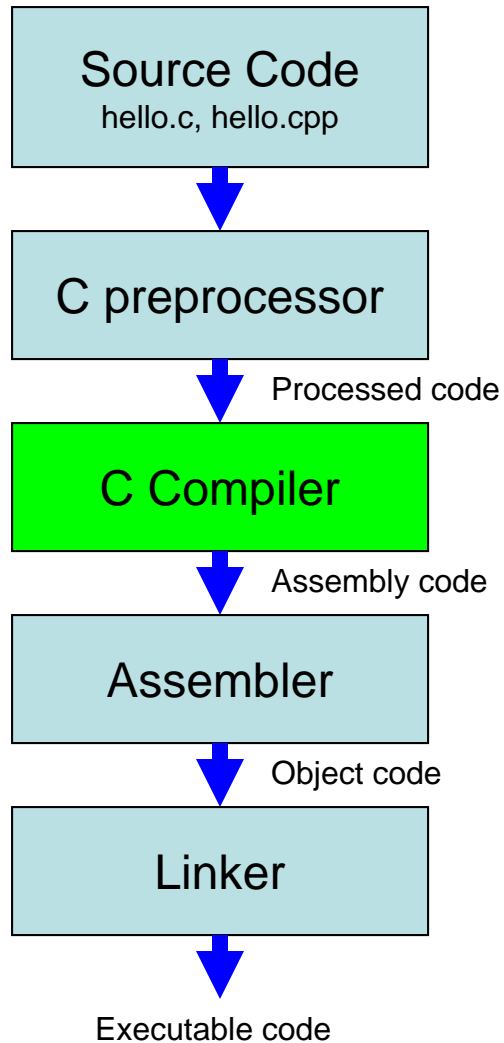 Source Code
hello.c, hello.cpp
C preprocessor
Processed code
C Compiler
Assembly code
Assembler
Object code
Linker
Executable code